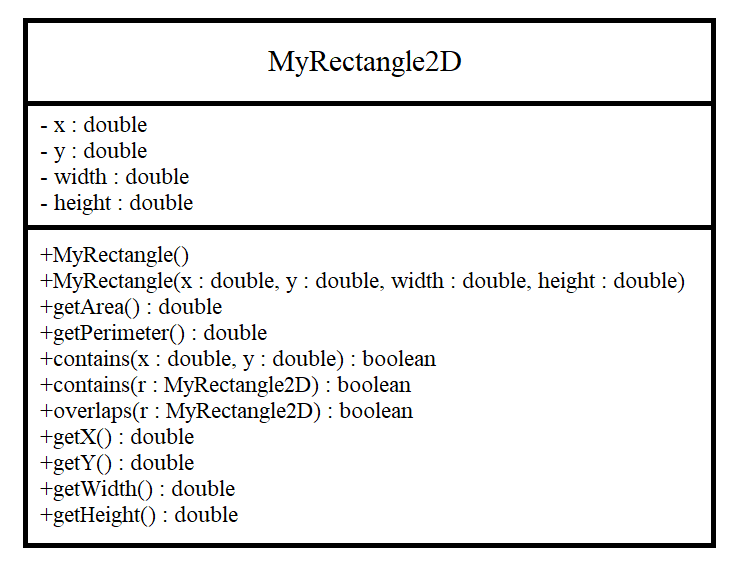 MyRectangle2D
- x : double
- y : double
- width : double
- height : double
+MyRectangle()
+MyRectangle(x : double, y : double, width : double, height : double)
+getArea() : double
+getPerimeter() : double
+contains(x : double, y : double) : boolean
+contains(r : MyRectangle2D) : boolean
+overlaps(r : MyRectangle2D) : boolean
+getX() : double
+getY() : double
+getWidth() : double
+getHeight() : double